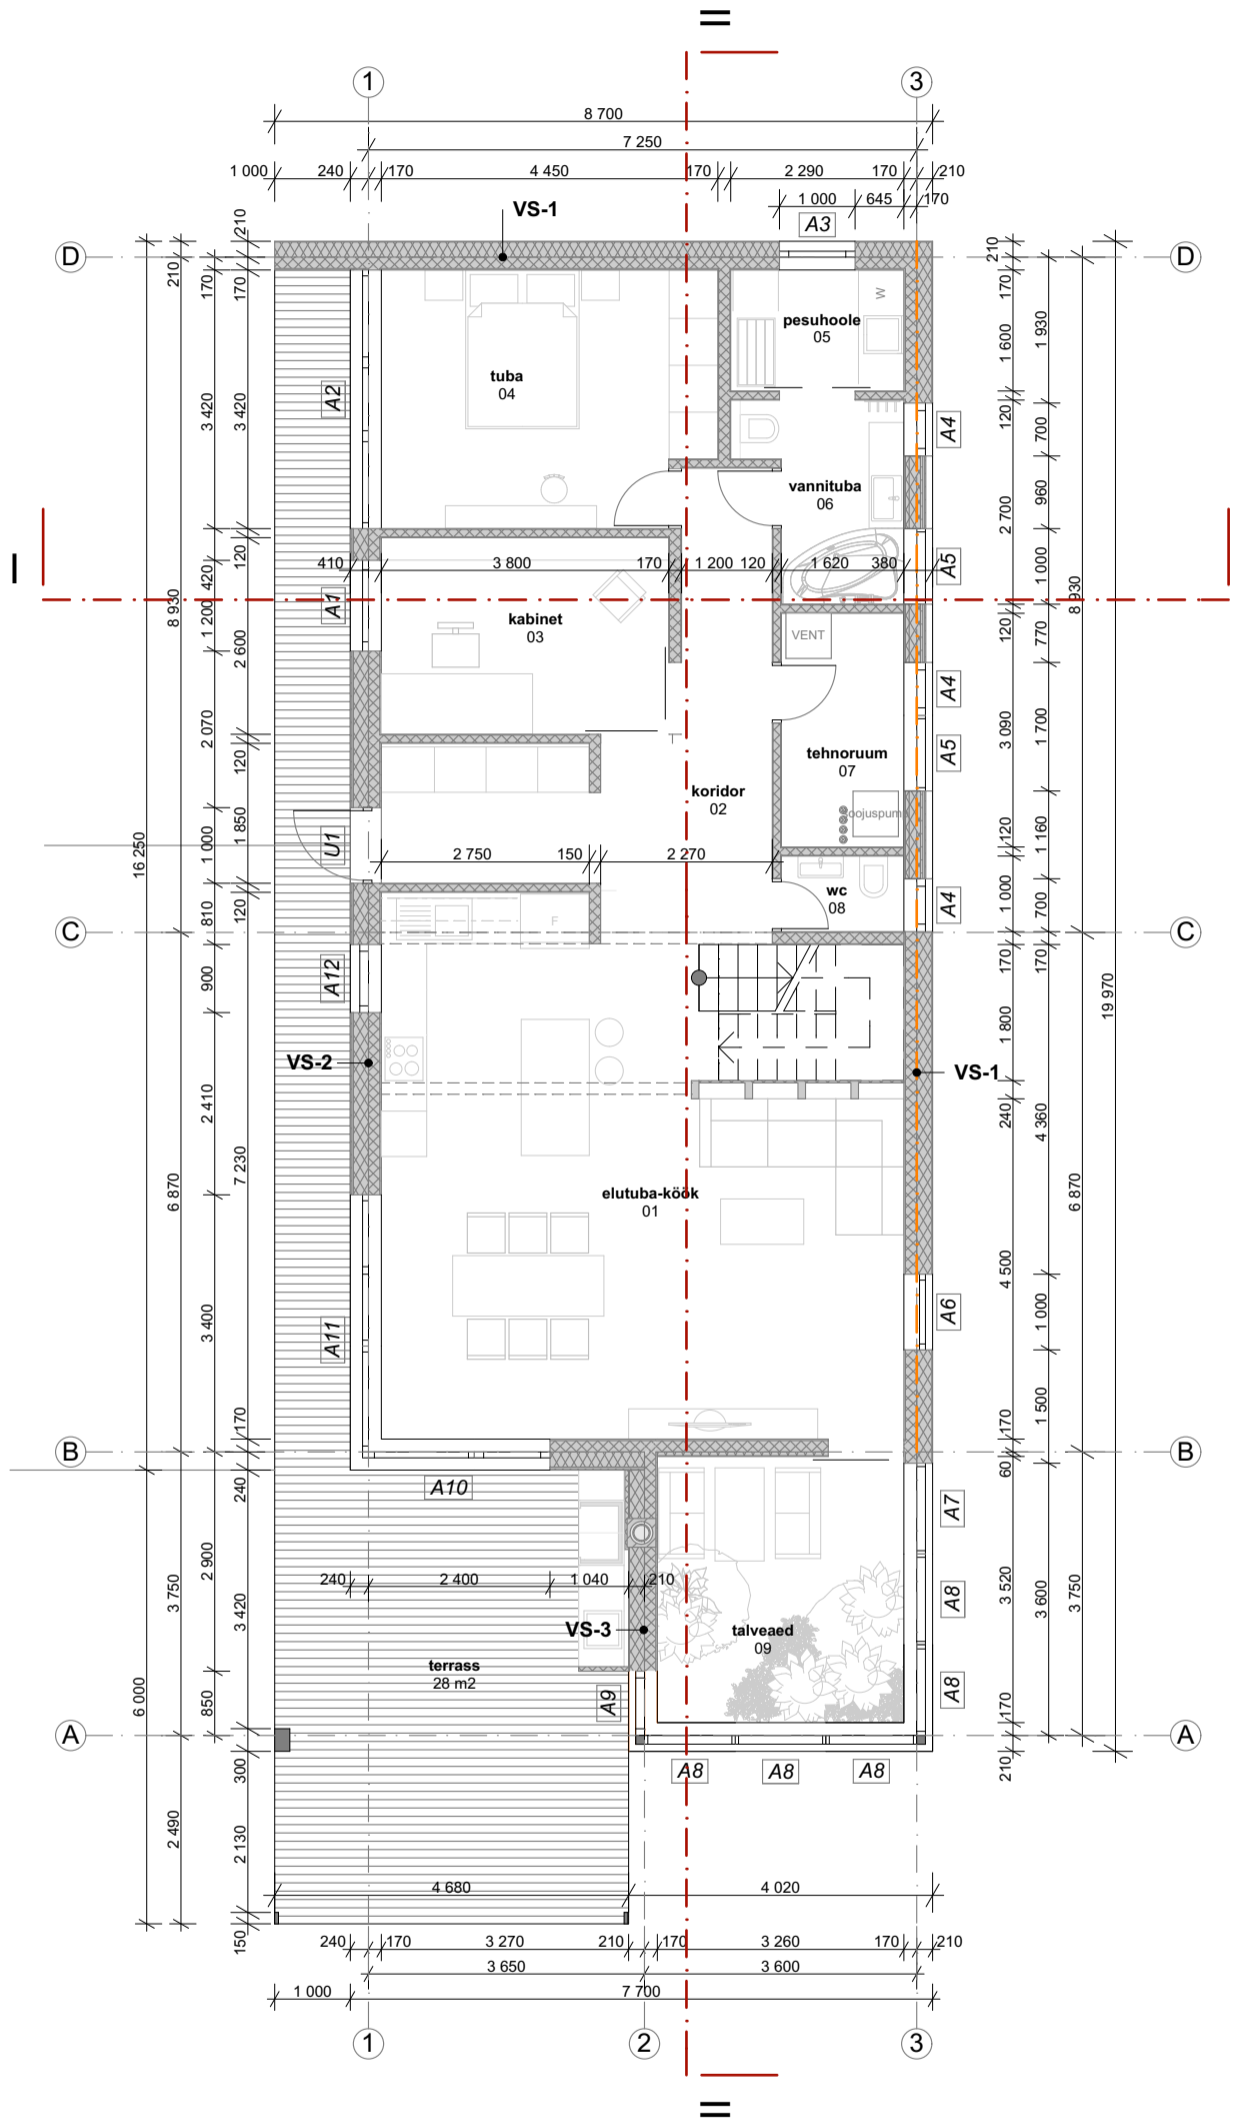 II
1
3
8 700
7 250
1 000
240
170
4 450
170
2 290
170
210
1 000
645
170
VS-1
A3
D
D
210
210
170
170
210
170
1 930
1 600
W
pesuhoole
05
tuba
04
A2
3 420
3 420
120
700
A4
vannituba
06
960
2 700
I
120
420
410
3 800
170
1 200
120
1 620
380
A5
1 000
8 930
8 930
A1
1 200
2 600
kabinet
03
VENT
120
770
A4
2 070
120
3 090
1 700
A5
tehnoruum
07
koridor
02
oojuspum
16 250
U1
1 000
1 850
2 750
150
2 270
120
1 160
wc
08
1 000
700
A4
810
120
F
C
C
170
170
A12
900
19 970
1 800
VS-2
VS-1
2 410
240
4 360
7 230
6 870
6 870
elutuba-köök
01
4 500
1 000
A6
A11
3 400
170
170
1 500
B
B
60
A10
240
A7
2 900
3 750
3 420
240
2 400
1 040
210
3 520
3 600
3 750
A8
VS-3
talveaed
09
terrass
28 m2
6 000
850
A9
A8
170
A
A
A8
A8
A8
210
300
2 490
2 130
4 680
4 020
150
240
170
3 270
210
170
3 260
170
210
3 650
3 600
1 000
7 700
1
2
3
II